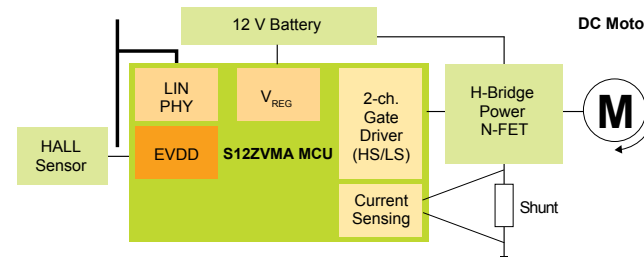 12 V Battery
DC Moto
LIN
PHY
VREG
2-ch.
Gate
Driver
(HS/LS)
H-Bridge
Power
N-FET
M
HALL
Sensor
EVDD
S12ZVMA MCU
Current
Sensing
Shunt